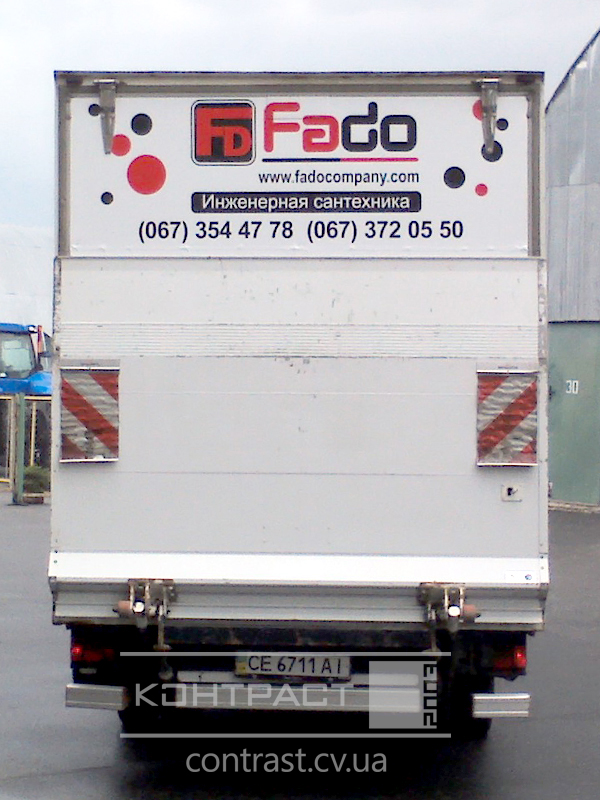 FD Fado
www.fadocompany.com
Инженерная сантехника
(067) 354 47 78 (067) 372 05 50
30
CE 6711 AI
КОНТРАСТ
contrast.cv.ua